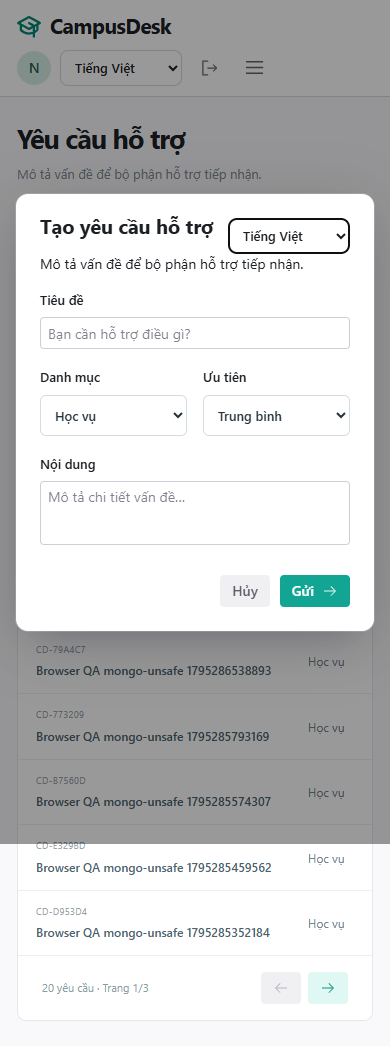 CampusDesk
N
Tiếng Việt
Yêu cầu hỗ trợ
Mô tả vấn đề để bộ phận hỗ trợ tiếp nhận.
Tạo yêu cầu hỗ trợ
Tiếng Việt
Mô tả vấn đề để bộ phận hỗ trợ tiếp nhận.
Tiêu đề
Bạn cần hỗ trợ điều gì?
Danh mục
Ưu tiên
Học vụ
Trung bình
Nội dung
Mô tả chi tiết vấn đề...
Hủy
Gửi
CD-79A4C7
Browser QA mongo-unsafe 1795286538893
Học vụ
CD-773209
Browser QA mongo-unsafe 1795285793169
Học vụ
CD-87560D
Browser QA mongo-unsafe 1795285574307
Học vụ
CD-E329BD
Browser QA mongo-unsafe 1795285459562
Học vụ
CD-D953D4
Browser QA mongo-unsafe 1795285352184
Học vụ
20 yêu cầu · Trang 1/3